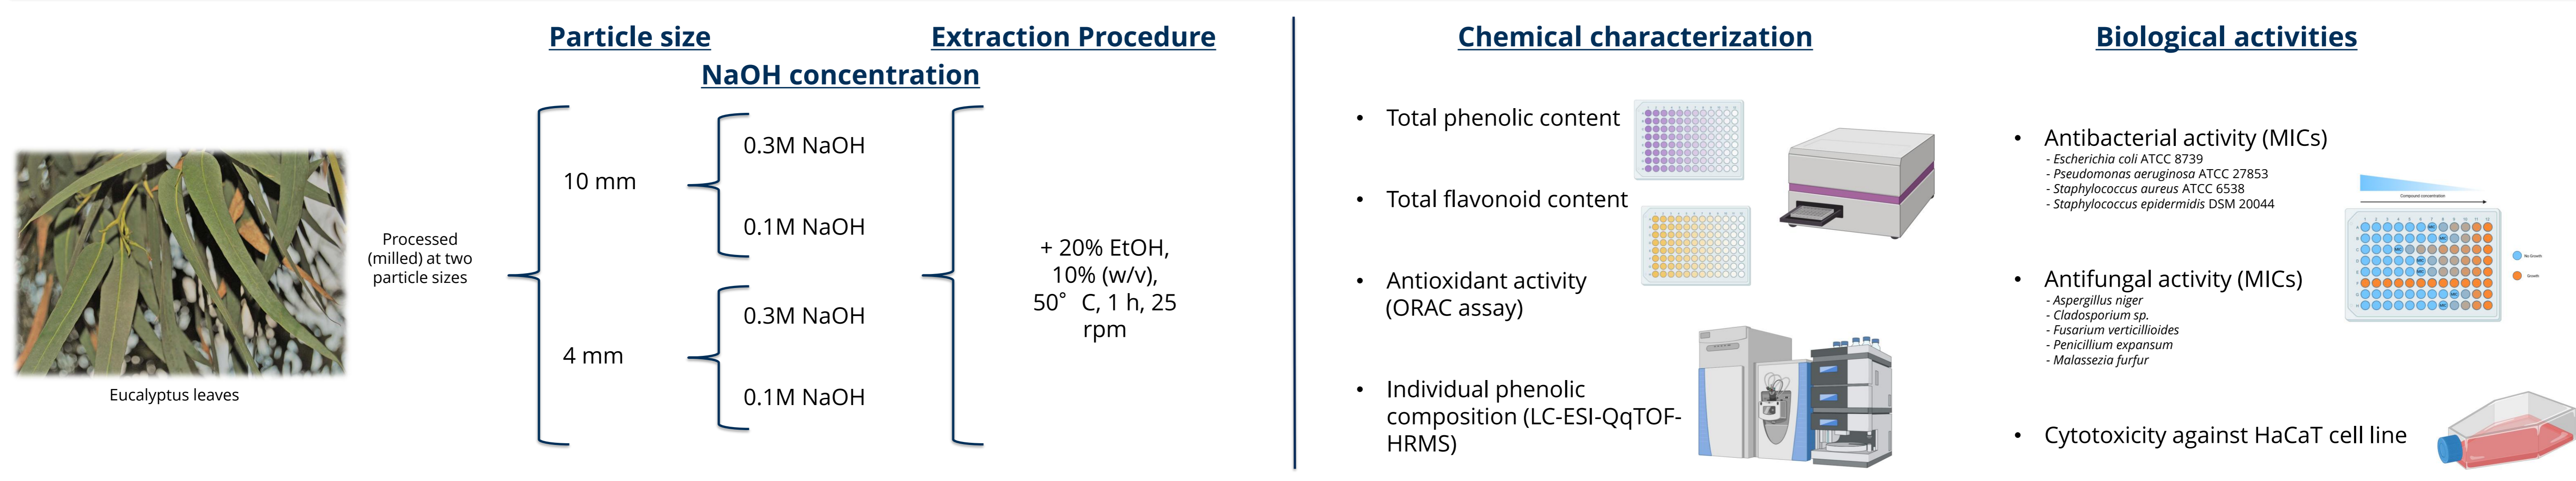 Particle size
NaOH concentration
Extraction Procedure
Eucalyptus leaves
Processed
(milled) at two
particle sizes
10 mm
0.3M NaOH
0.1M NaOH
4 mm
0.3M NaOH
0.1M NaOH
+ 20% EtOH,
10% (w/v),
50° C, 1 h, 25
rpm
Chemical characterization
• Total phenolic content
• Total flavonoid content
• Antioxidant activity
(ORAC assay)
• Individual phenolic
composition (LC-ESI-QqTOF-
HRMS)
Biological activities
• Antibacterial activity (MICs)
- Escherichia coli ATCC 8739
- Pseudomonas aeruginosa ATCC 27853
- Staphylococcus aureus ATCC 6538
- Staphylococcus epidermidis DSM 20044
• Antifungal activity (MICs)
- Aspergillus niger
- Cladosporium sp.
- Fusarium verticillioides
- Penicillium expansum
- Malassezia furfur
• Cytotoxicity against HaCaT cell line
Compound concentration
No Growth
Growth